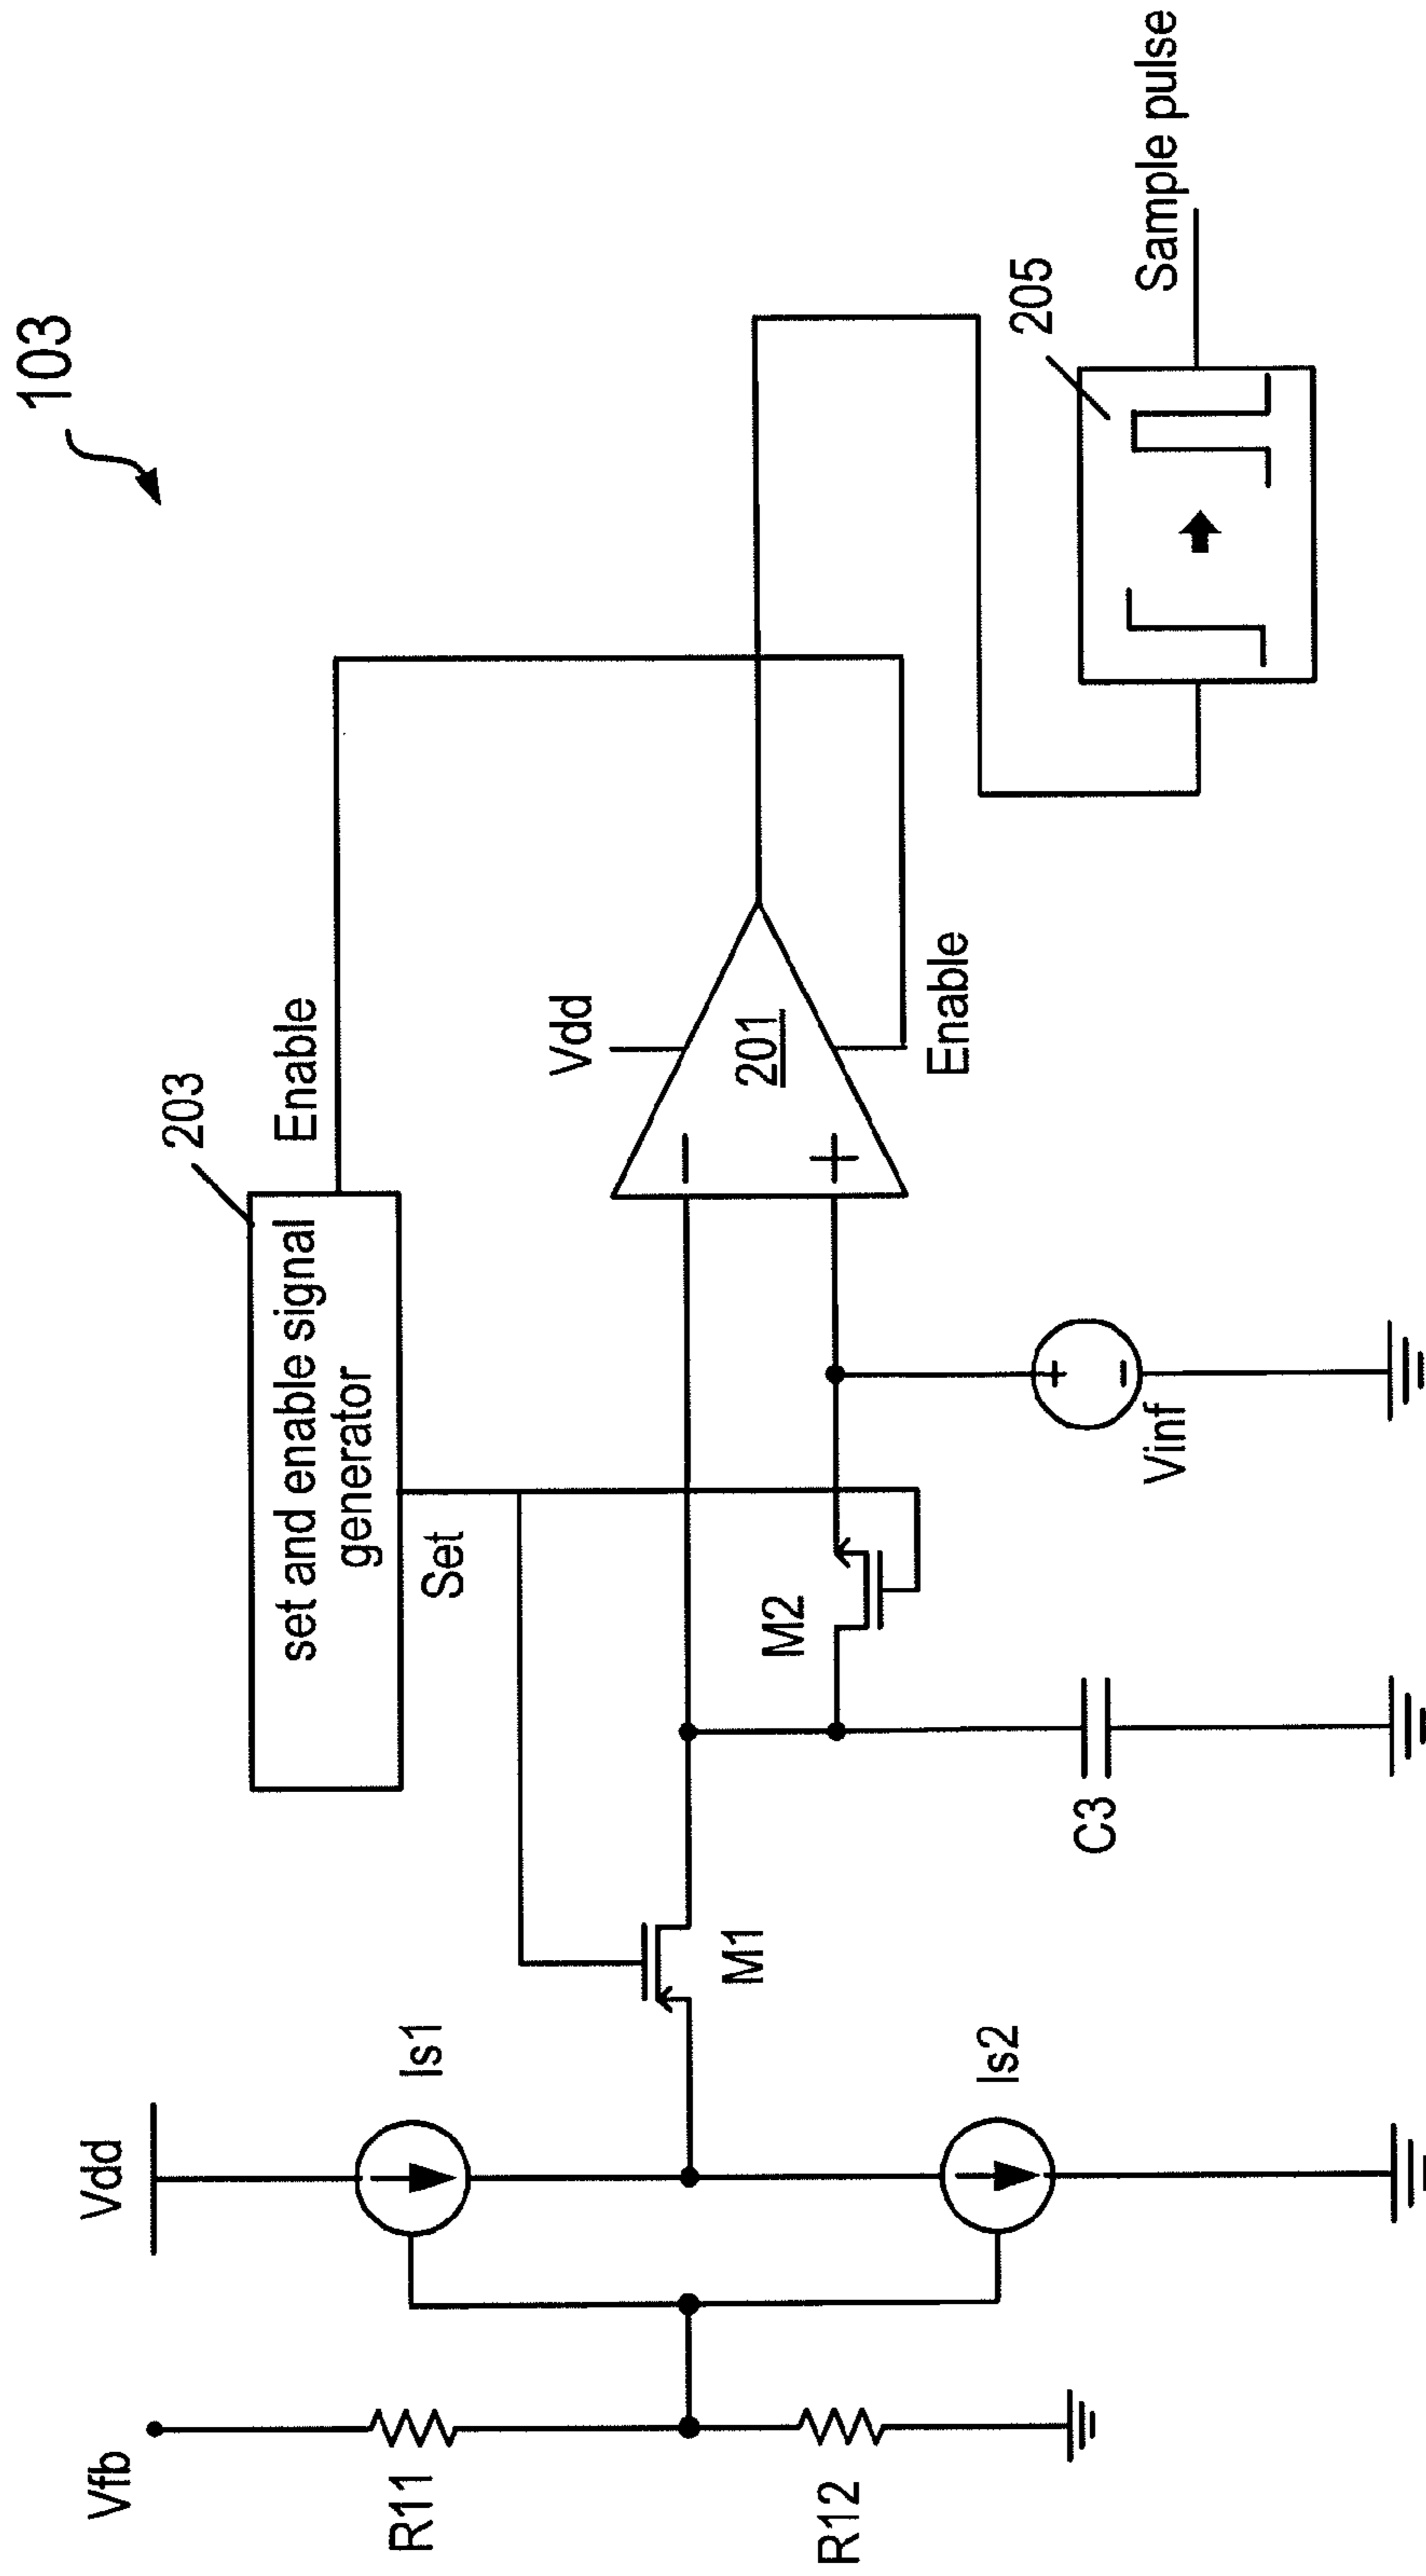 103
203
set and enable signal
generator
Enable
Set
Vdd
Vdd
Vfb
Is1
201
R11
M1
M2
Enable
205
Sample pulse
R12
Is2
C3
Vinf